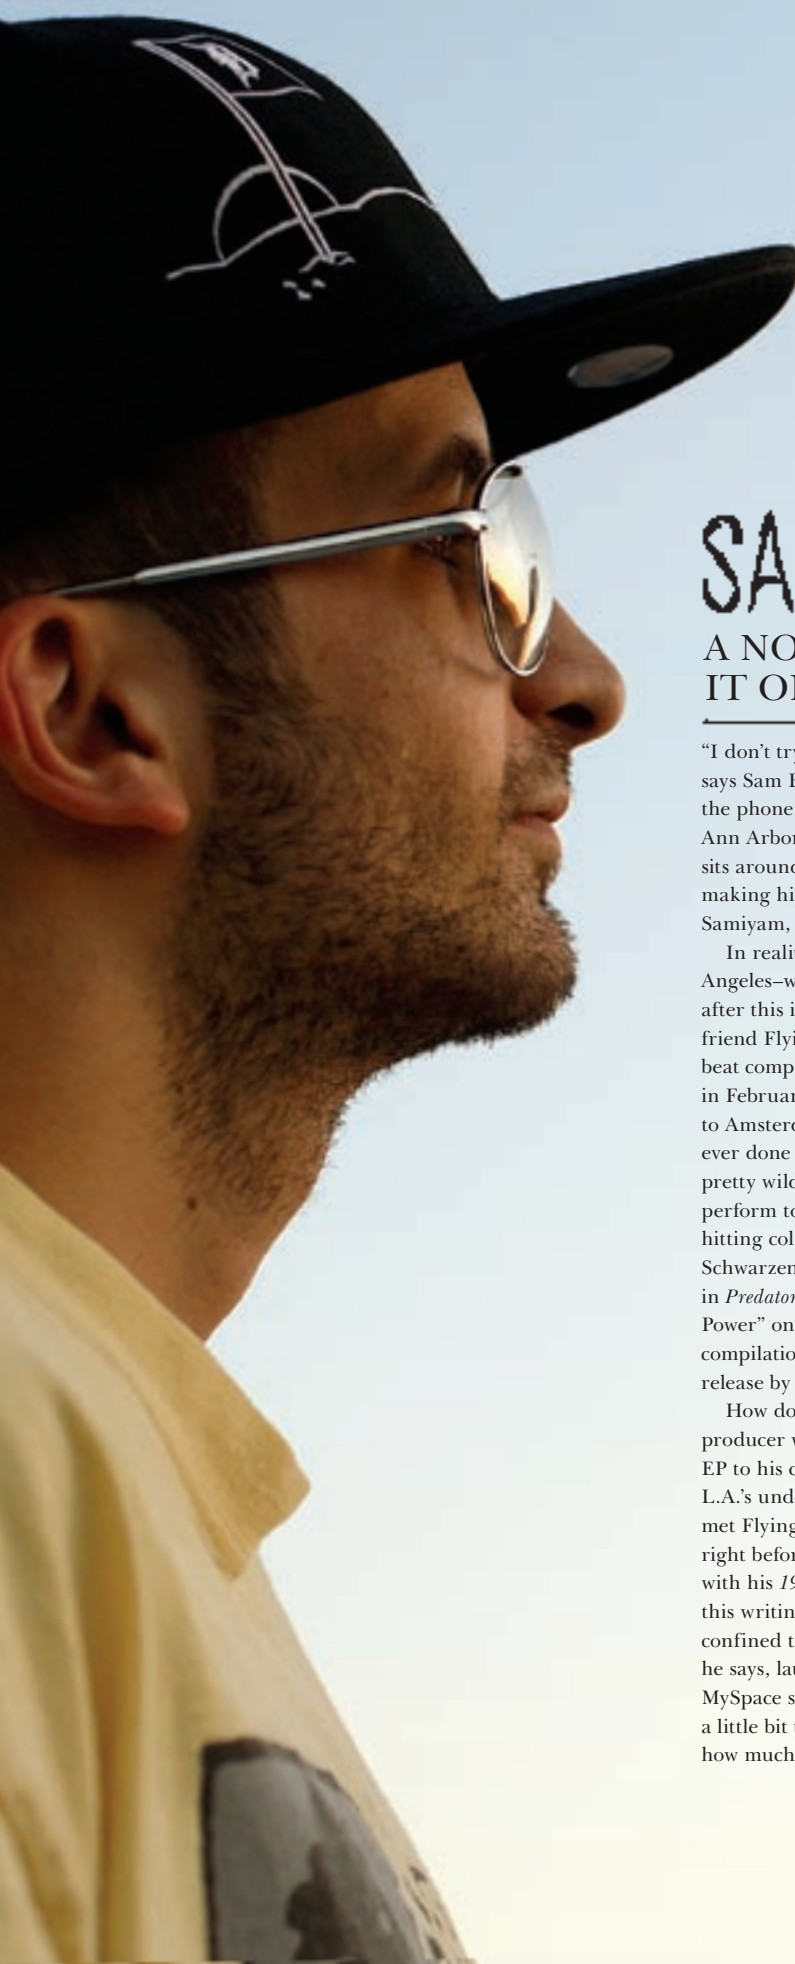 SA
A NO
IT O
“I don’t try
says Sam
the phone
Ann Arbor
sits around
making hi
Samiyam,
In reali
Angeles–w
after this i
friend Flyi
beat comp
in Februar
to Amsterd
ever done
pretty wild
perform to
hitting col
Schwarzen
in Predator
Power” on
compilatio
release by
How do
producer w
EP to his c
L.A.’s und
met Flying
right befor
with his 19
this writin
confined t
he says, lau
MySpace s
a little bit
how much